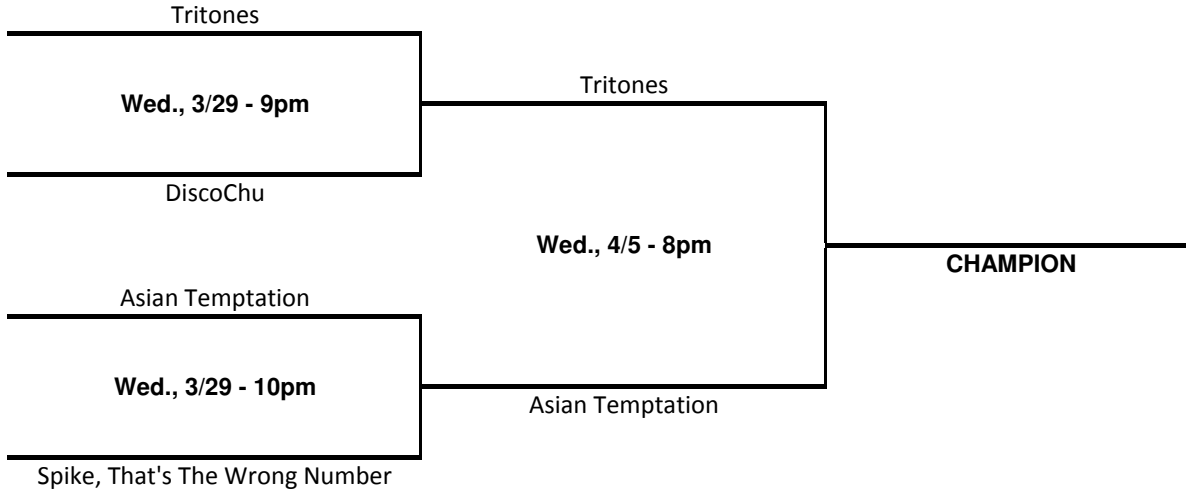 Tritones
Wed., 3/29 - 9pm
DiscoChu
Tritones
Wed., 4/5 - 8pm
CHAMPION
Asian Temptation
Wed., 3/29 - 10pm
Asian Temptation
Spike, That's The Wrong Number